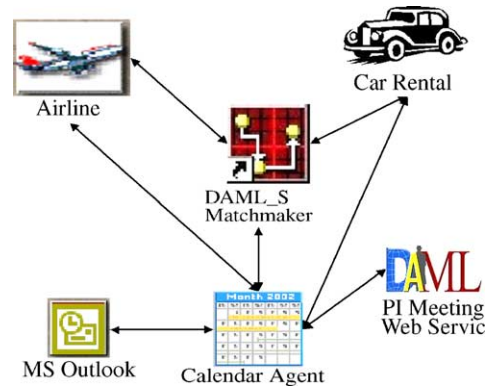 Airline
Car Rental
DAML_S
Matchmaker
DAML
PI Meeting
Web Servic
Month 2002
MS Outlook
Calendar Agent